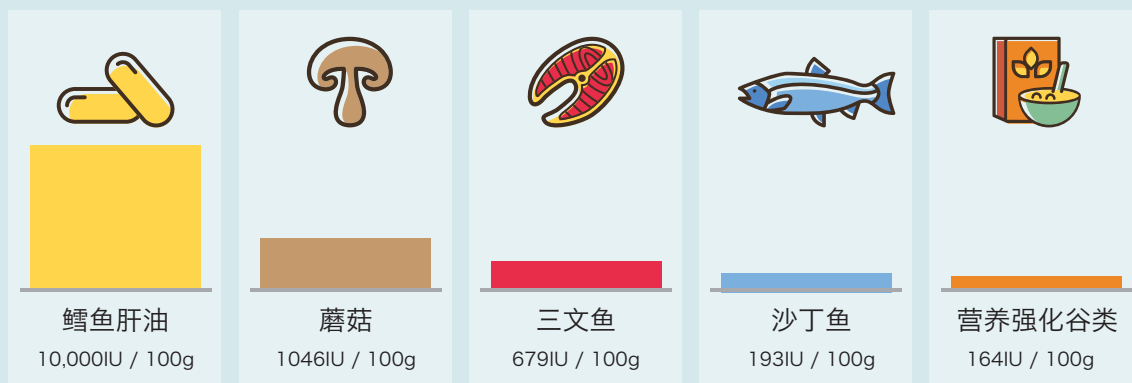 鳕鱼肝油
10,000IU / 100g
蘑菇
1046IU / 100g
三文鱼
679IU / 100g
沙丁鱼
193IU / 100g
营养强化谷类
164IU / 100g